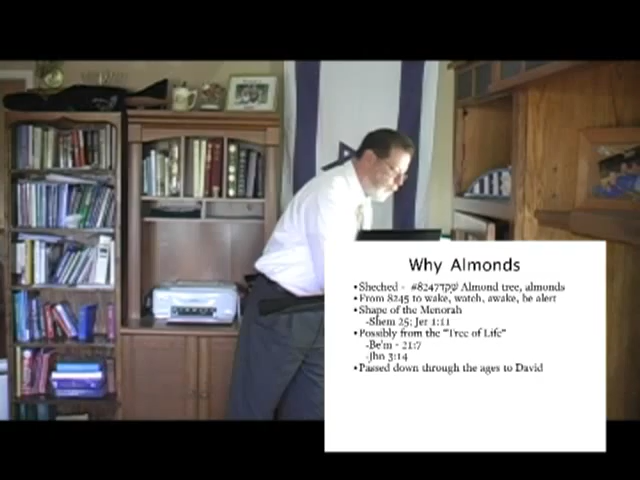 Why Almonds
•Sheched - #8247שקד Almond tree, almonds
•From 8245 to wake, watch, awake, be alert
•Shape of the Menorah
-Shem 25: Jer 1:11
•Possibly from the "Tree of Life"
-Be'm - 21:7
-Jhn 3:14
•Passed down through the ages to David